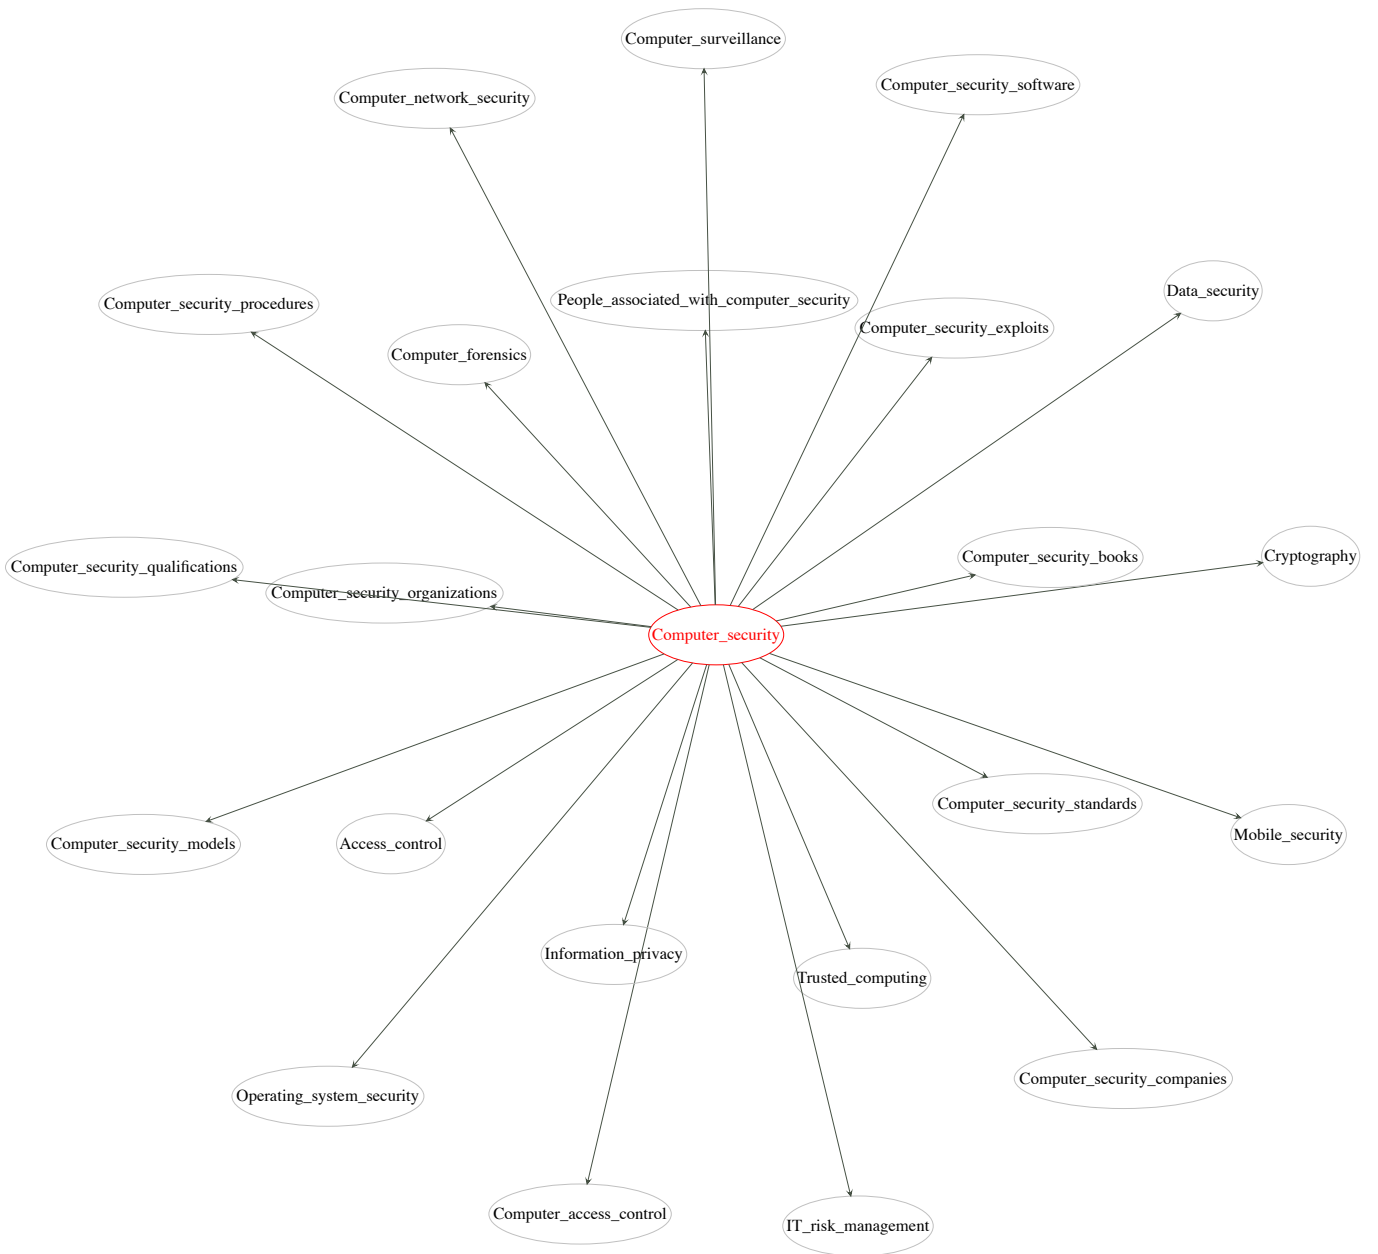 Computer_surveillance
Computer_security_software
Computer_network_security
Data_security
People_associated_with_computer_security
Computer_security_procedures
Computer_security_exploits
Computer_forensics
Cryptography
Computer_security_books
Computer_security_qualifications
Computer_security_organizations
Computer_security
Computer_security_standards
Mobile_security
Computer_security_models
Access_control
Information_privacy
Trusted_computing
Computer_security_companies
Operating_system_security
Computer_access_control
IT_risk_management